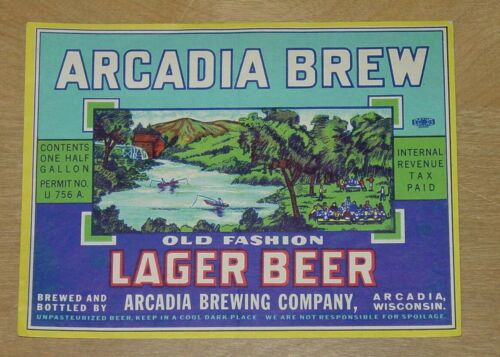 ARCADIA BREW
CONTENTS
ONE HALF
GALLON
PERMIT NO.
U 756 A.
INTERNAL
REVENUE
TAX
PAID
OLD FASHION
LAGER BEER
BREWED AND
BOTTLED BY
ARCADIA BREWING COMPANY,
ARCADIA,
WISCONSIN.
UNPASTEURIZED BEER, KEEP IN A COOL DARK PLACE WE ARE NOT RESPONSIBLE FOR SPOILAGE.